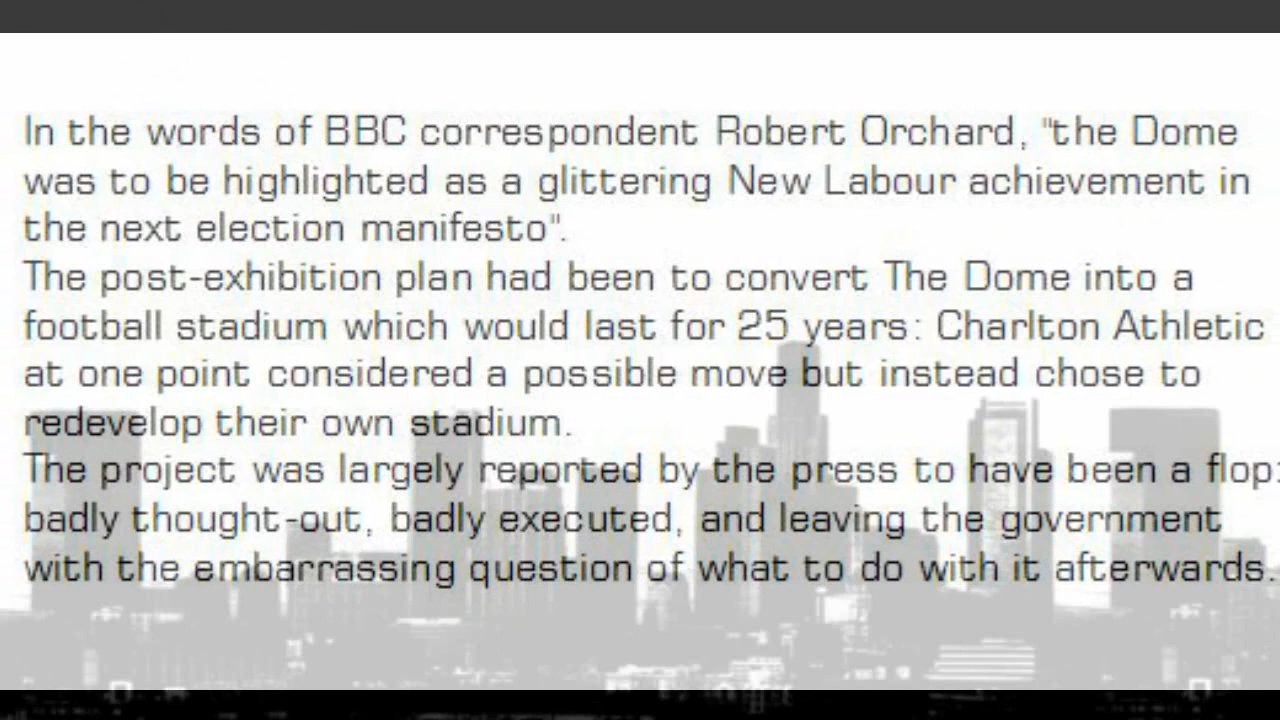 In the words of BBC correspondent Robert Orchard, "the Dome
was to be highlighted as a glittering New Labour achievement in
the next election manifesto".
The post-exhibition plan had been to convert The Dome into a
football stadium which would last for 25 years: Charlton Athletic
at one point considered a possible move but instead chose to
redevelop their own stadium.
The project was largely reported by the press to have been a flop:
badly thought-out, badly executed, and leaving the government
with the embarrassing question of what to do with it afterwards.